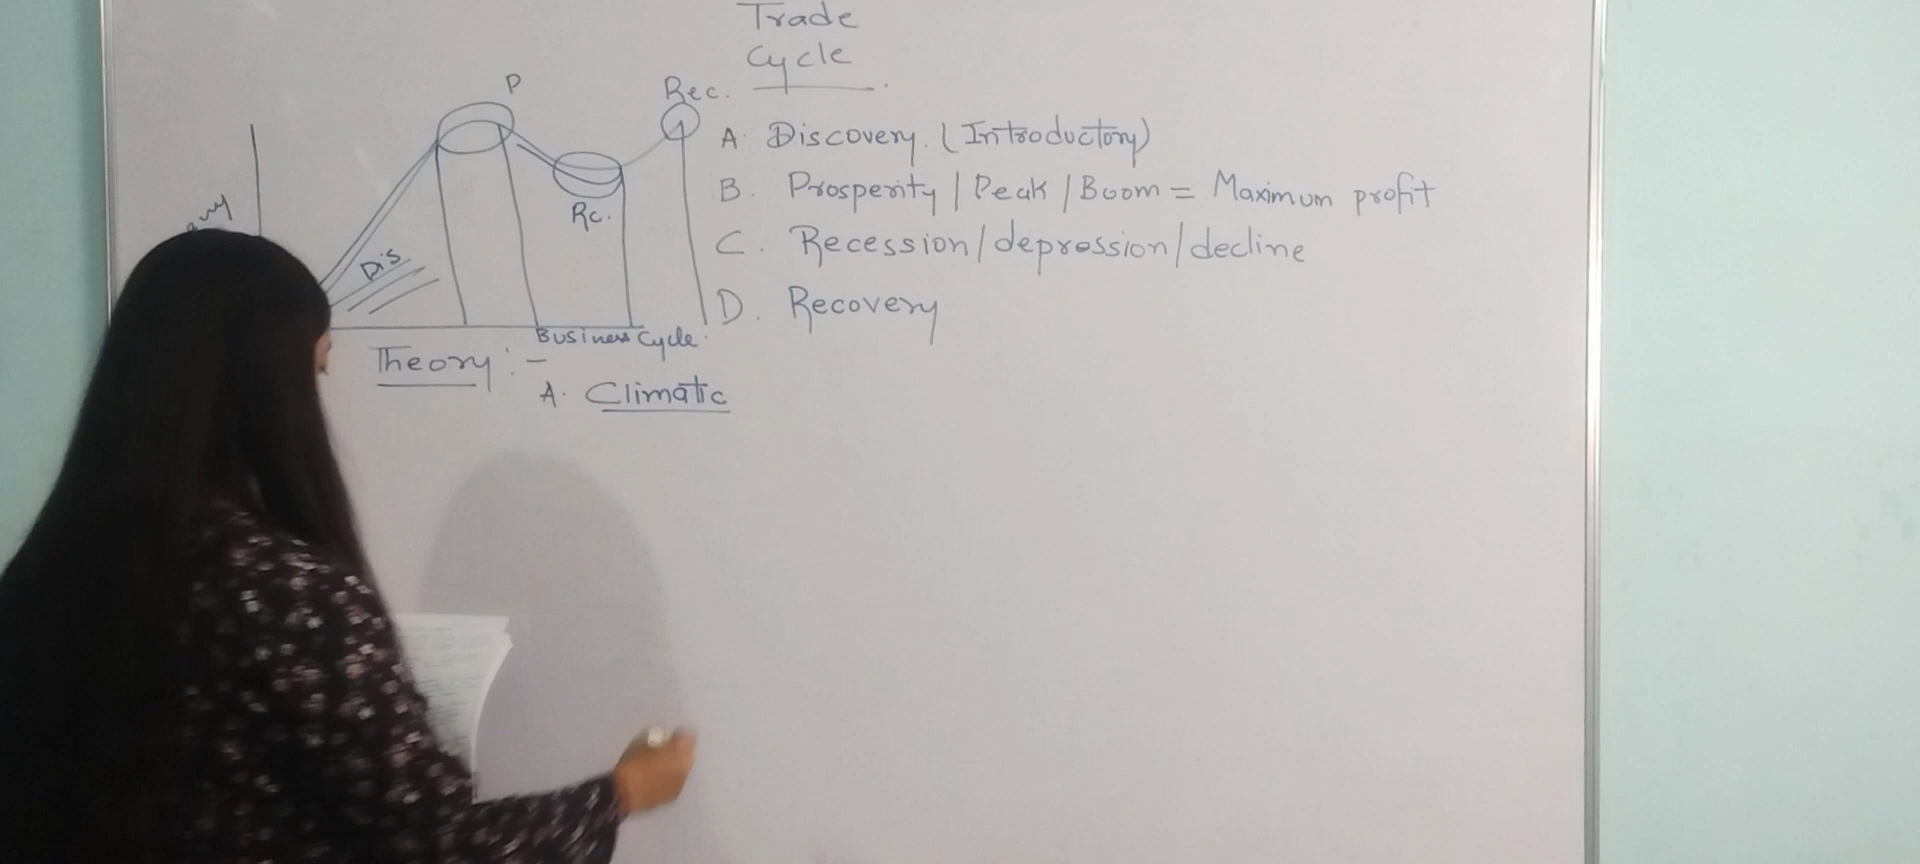 Trade
Cycle
P
Rec.
A. Discovery. (Introductory)
B. Prosperity / Peak / Boom = Maximum profit
Rc.
C. Recession/depression/decline
Dis
D. Recovery
Business Cycle.
Theory :-
A. Climatic